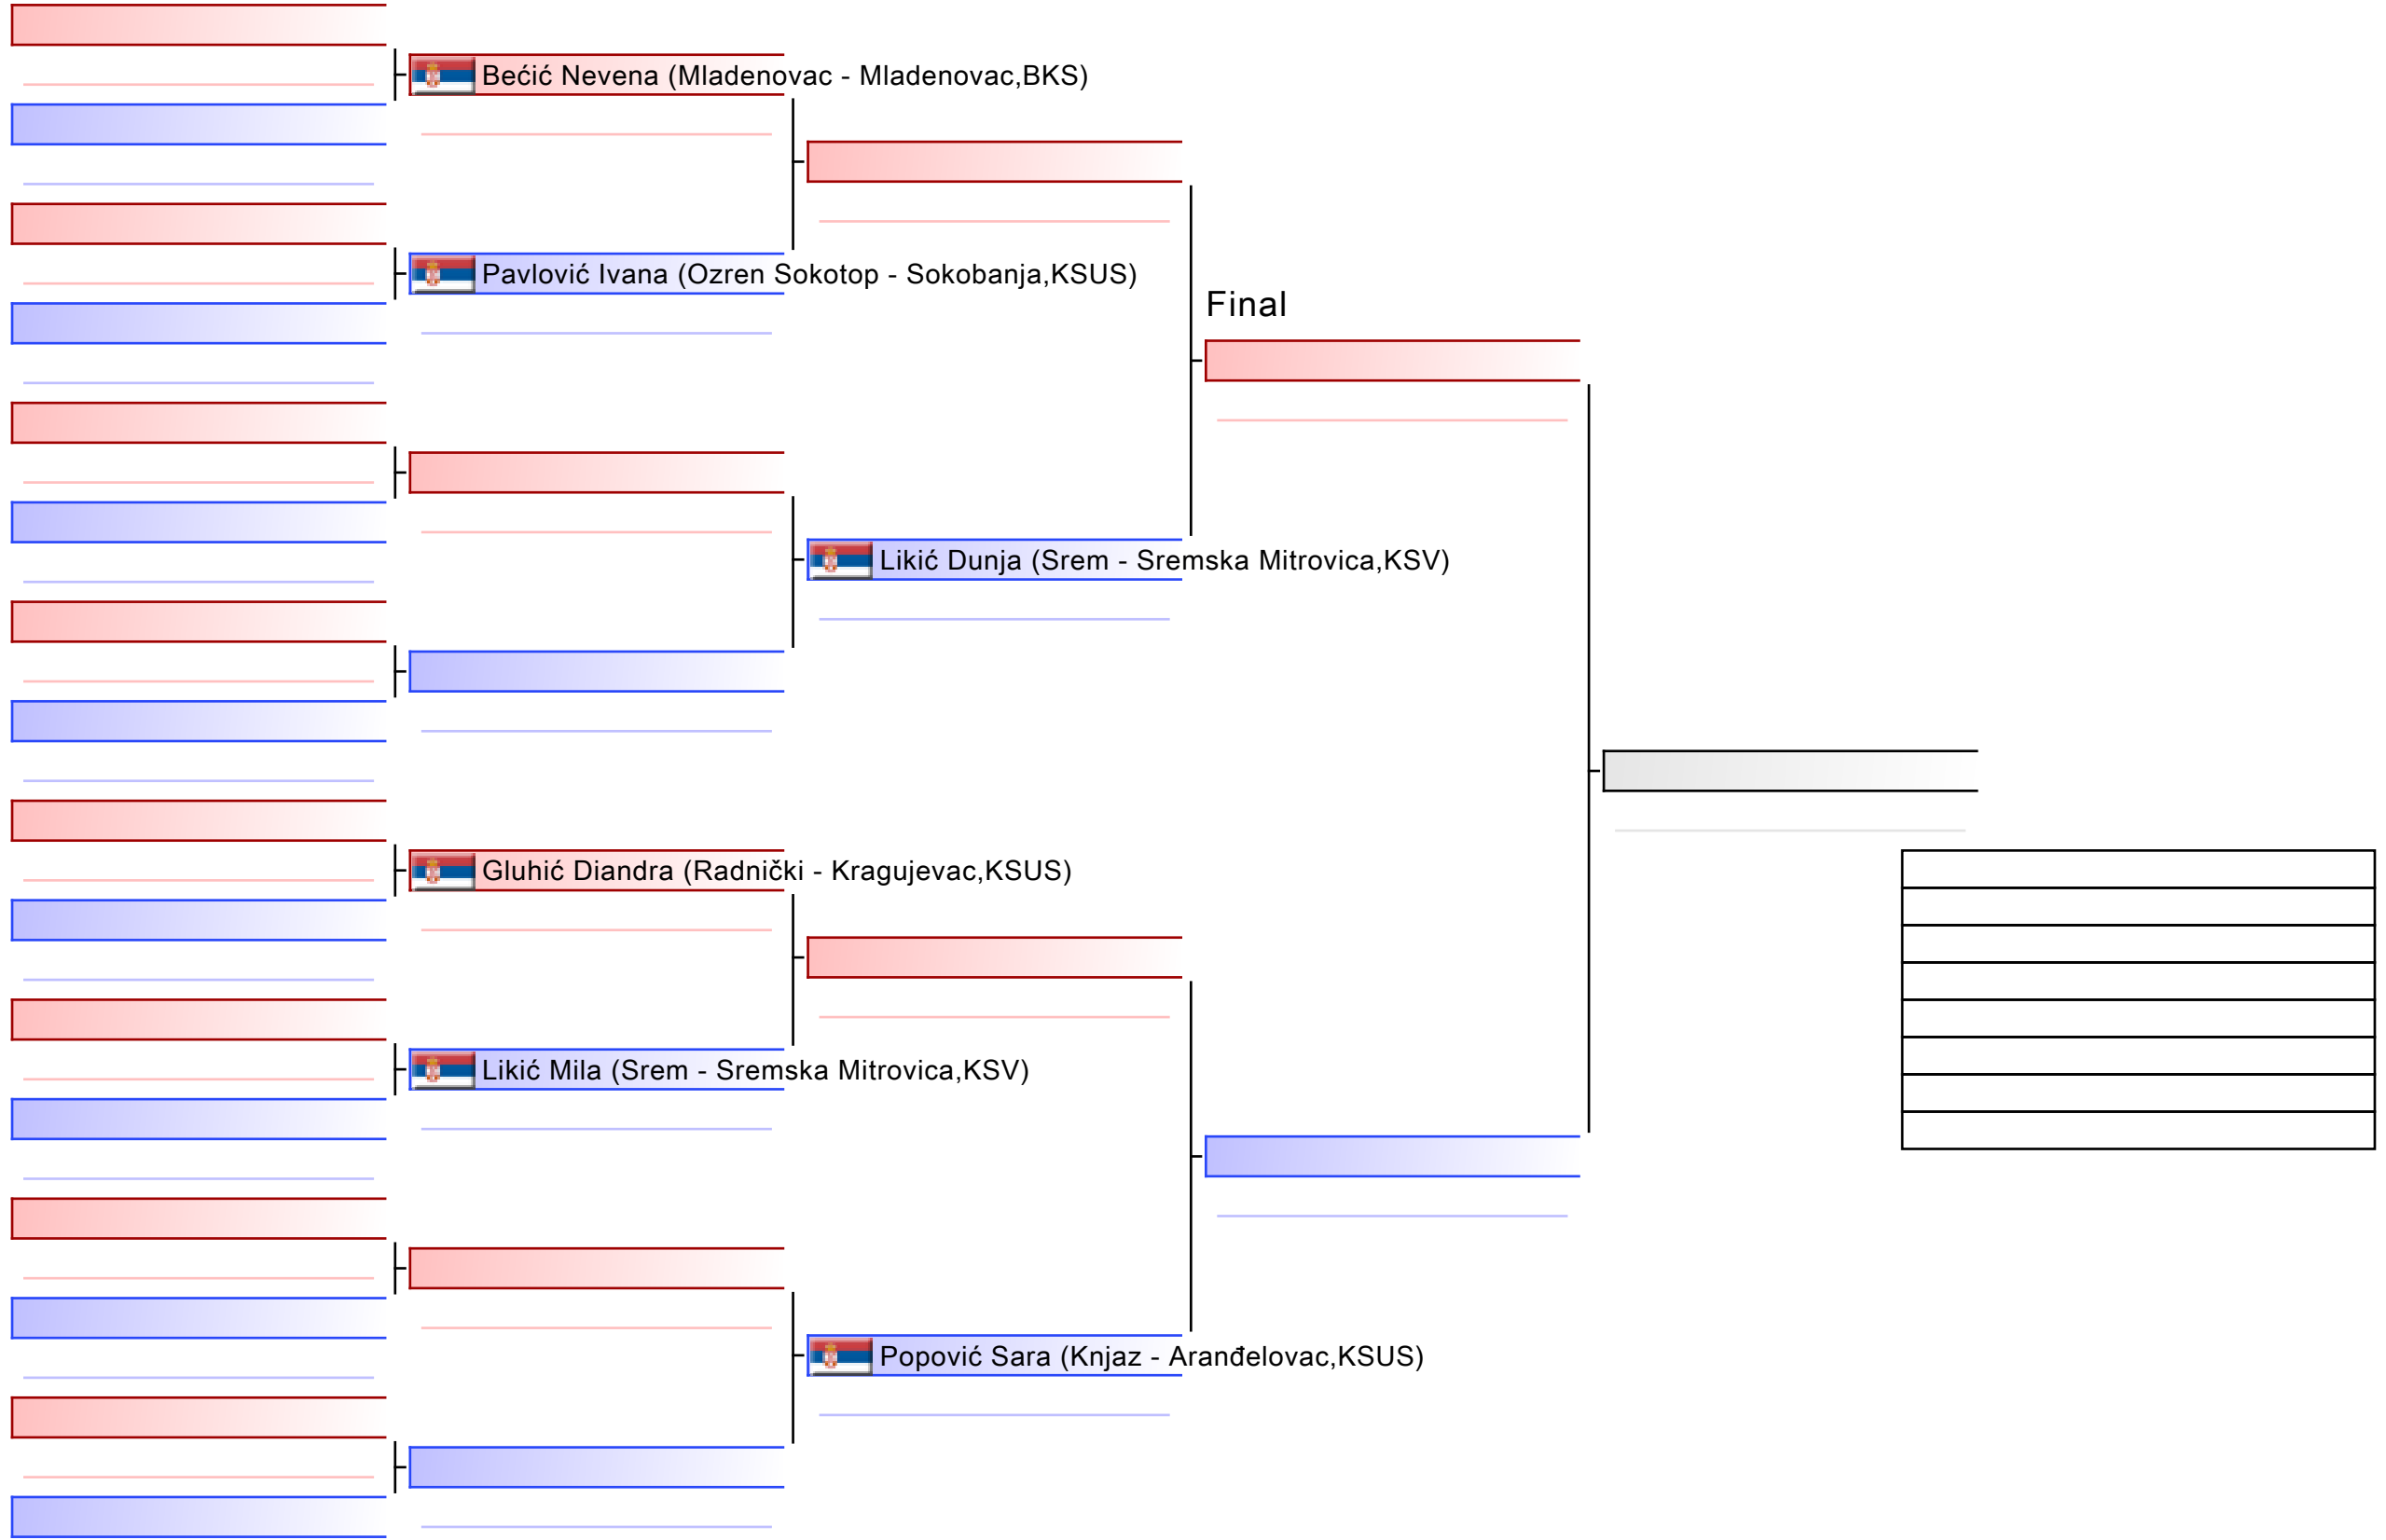 Bećić Nevena (Mladenovac - Mladenovac,BKS)
Pavlović Ivana (Ozren Sokotop - Sokobanja,KSUS)
Final
Likić Dunja (Srem - Sremska Mitrovica,KSV)
Gluhić Diandra (Radnički - Kragujevac,KSUS)
Likić Mila (Srem - Sremska Mitrovica,KSV)
Popović Sara (Knjaz - Aranđelovac,KSUS)